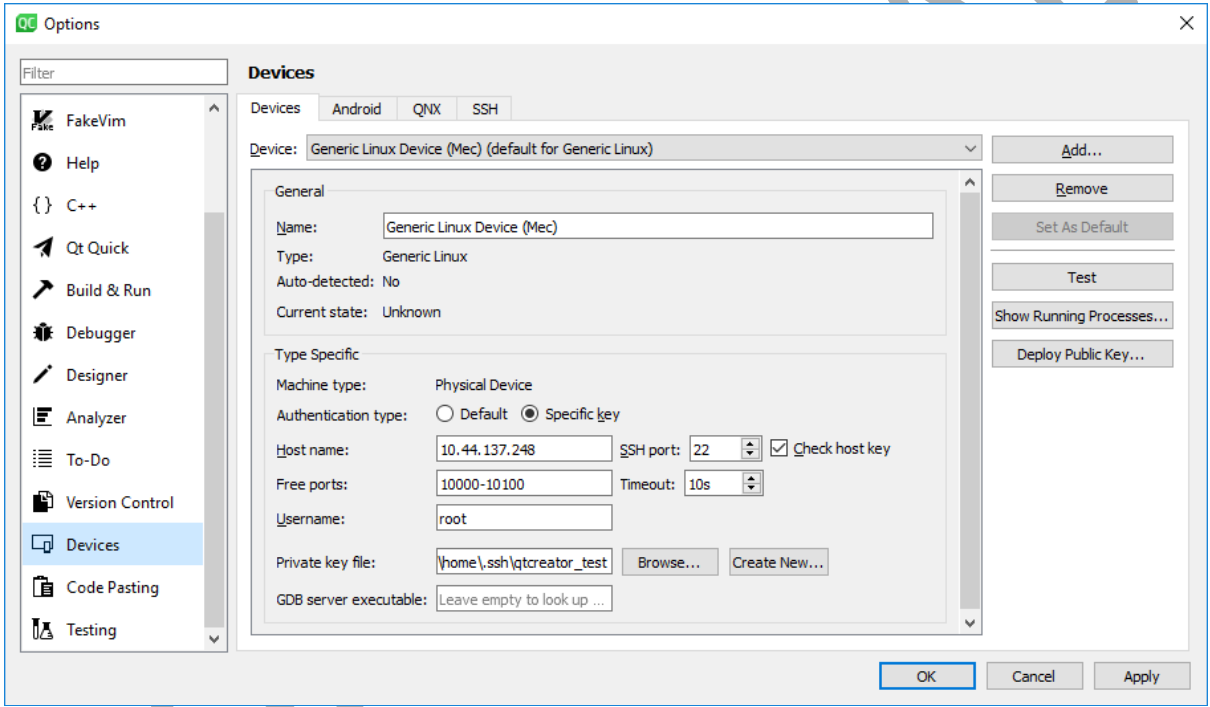 QC Options
Filter
FakeVim
Help
C++
Qt Quick
Build & Run
Debugger
Designer
Analyzer
To-Do
Version Control
Devices
Code Pasting
Testing
Devices
Devices Android QNX SSH
Device: Generic Linux Device (Mec) (default for Generic Linux)
General
Name: Generic Linux Device (Mec)
Type: Generic Linux
Auto-detected: No
Current state: Unknown
Type Specific
Machine type: Physical Device
Authentication type: Default Specific key
Host name: 10.44.137.248 SSH port: 22 Check host key
Free ports: 10000-10100 Timeout: 10s
Username: root
Private key file: \home\.ssh\qtcreator_test Browse... Create New...
GDB server executable: Leave empty to look up ...
Add...
Remove
Set As Default
Test
Show Running Processes...
Deploy Public Key...
OK Cancel Apply